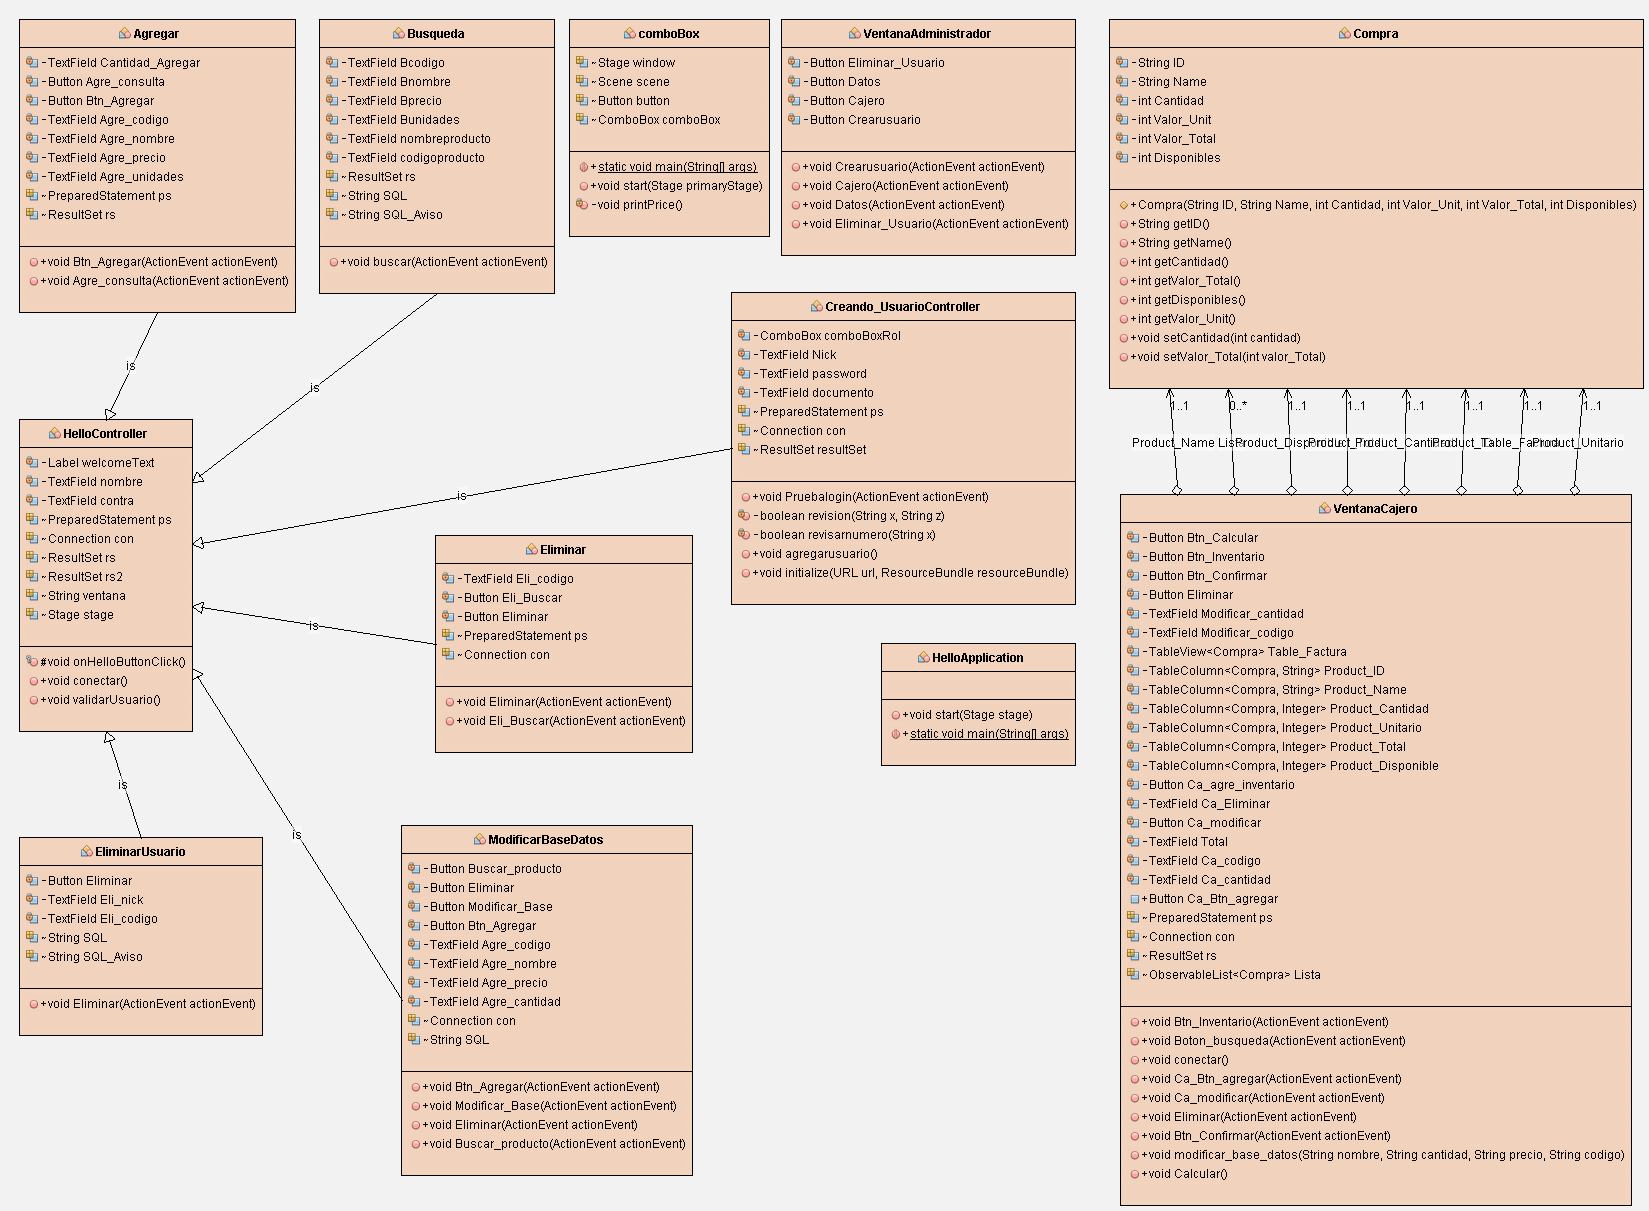 Agregar
-TextField Cantidad_Agregar
-Button Agre_consulta
-Button Btn_Agregar
-TextField Agre_codigo
-TextField Agre_nombre
-TextField Agre_precio
-TextField Agre_unidades
~PreparedStatement ps
~ResultSet rs
+void Btn_Agregar(ActionEvent actionEvent)
+void Agre_consulta(ActionEvent actionEvent)
Busqueda
-TextField Bcodigo
-TextField Bnombre
-TextField Bprecio
-TextField Bunidades
-TextField nombreproducto
-TextField codigoproducto
~ResultSet rs
~String SQL
~String SQL_Aviso
+void buscar(ActionEvent actionEvent)
comboBox
~Stage window
~Scene scene
~Button button
~ComboBox comboBox
+static void main(String[] args)
+void start(Stage primaryStage)
-void printPrice()
VentanaAdministrador
-Button Eliminar_Usuario
-Button Datos
-Button Cajero
-Button Crearusuario
+void Crearusuario(ActionEvent actionEvent)
+void Cajero(ActionEvent actionEvent)
+void Datos(ActionEvent actionEvent)
+void Eliminar_Usuario(ActionEvent actionEvent)
Compra
-String ID
-String Name
-int Cantidad
-int Valor_Unit
-int Valor_Total
-int Disponibles
+Compra(String ID, String Name, int Cantidad, int Valor_Unit, int Valor_Total, int Disponibles)
+String getID()
+String getName()
+int getCantidad()
+int getValor_Total()
+int getDisponibles()
+int getValor_Unit()
+void setCantidad(int cantidad)
+void setValor_Total(int valor_Total)
is
is
is
is
is
is
HelloController
-Label welcomeText
-TextField nombre
-TextField contra
~PreparedStatement ps
~Connection con
~ResultSet rs
~ResultSet rs2
~String ventana
~Stage stage
#void onHelloButtonClick()
+void conectar()
+void validarUsuario()
Creando_UsuarioController
-ComboBox comboBoxRol
-TextField Nick
-TextField password
-TextField documento
~PreparedStatement ps
~Connection con
~ResultSet resultSet
+void Pruebalogin(ActionEvent actionEvent)
-boolean revision(String x, String z)
-boolean revisarnumero(String x)
+void agregarusuario()
+void initialize(URL url, ResourceBundle resourceBundle)
Eliminar
-TextField Eli_codigo
-Button Eli_Buscar
-Button Eliminar
~PreparedStatement ps
~Connection con
+void Eliminar(ActionEvent actionEvent)
+void Eli_Buscar(ActionEvent actionEvent)
HelloApplication
+void start(Stage stage)
+static void main(String[] args)
EliminarUsuario
-Button Eliminar
-TextField Eli_nick
-TextField Eli_codigo
~String SQL
~String SQL_Aviso
+void Eliminar(ActionEvent actionEvent)
ModificarBaseDatos
-Button Buscar_producto
-Button Eliminar
-Button Modificar_Base
-Button Btn_Agregar
-TextField Agre_codigo
-TextField Agre_nombre
-TextField Agre_precio
-TextField Agre_cantidad
~Connection con
~String SQL
+void Btn_Agregar(ActionEvent actionEvent)
+void Modificar_Base(ActionEvent actionEvent)
+void Eliminar(ActionEvent actionEvent)
+void Buscar_producto(ActionEvent actionEvent)
1..1 0..* 1..1 1..1 1..1 1..1 1..1 1..1
Product_Name
VentanaCajero
-Button Btn_Calcular
-Button Btn_Inventario
-Button Btn_Confirmar
-Button Eliminar
-TextField Modificar_cantidad
-TextField Modificar_codigo
-TableView<Compra> Table_Factura
-TableColumn<Compra, String> Product_ID
-TableColumn<Compra, String> Product_Name
-TableColumn<Compra, Integer> Product_Cantidad
-TableColumn<Compra, Integer> Product_Unitario
-TableColumn<Compra, Integer> Product_Total
-TableColumn<Compra, Integer> Product_Disponible
-Button Ca_agre_inventario
-TextField Ca_Eliminar
-Button Ca_modificar
-TextField Total
-TextField Ca_codigo
-TextField Ca_cantidad
+Button Ca_Btn_agregar
~PreparedStatement ps
~Connection con
~ResultSet rs
~ObservableList<Compra> Lista
+void Btn_Inventario(ActionEvent actionEvent)
+void Boton_busqueda(ActionEvent actionEvent)
+void conectar()
+void Ca_Btn_agregar(ActionEvent actionEvent)
+void Ca_modificar(ActionEvent actionEvent)
+void Eliminar(ActionEvent actionEvent)
+void Btn_Confirmar(ActionEvent actionEvent)
+void modificar_base_datos(String nombre, String cantidad, String precio, String codigo)
+void Calcular()